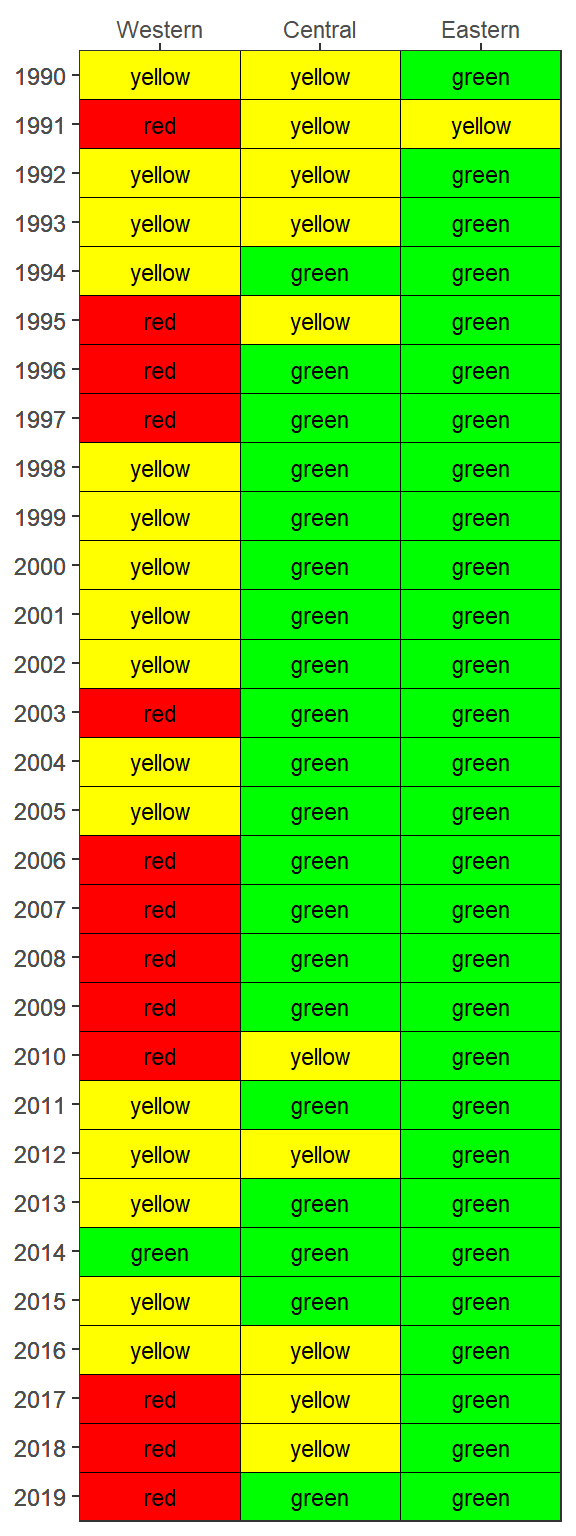 Western Central Eastern
1990 yellow yellow green
1991 red yellow yellow
1992 yellow yellow green
1993 yellow yellow green
1994 yellow green green
1995 red yellow green
1996 red green green
1997 red green green
1998 yellow green green
1999 yellow green green
2000 yellow green green
2001 yellow green green
2002 yellow green green
2003 red green green
2004 yellow green green
2005 yellow green green
2006 red green green
2007 red green green
2008 red green green
2009 red green green
2010 red yellow green
2011 yellow green green
2012 yellow yellow green
2013 yellow green green
2014 green green green
2015 yellow green green
2016 yellow yellow green
2017 red yellow green
2018 red yellow green
2019 red green green